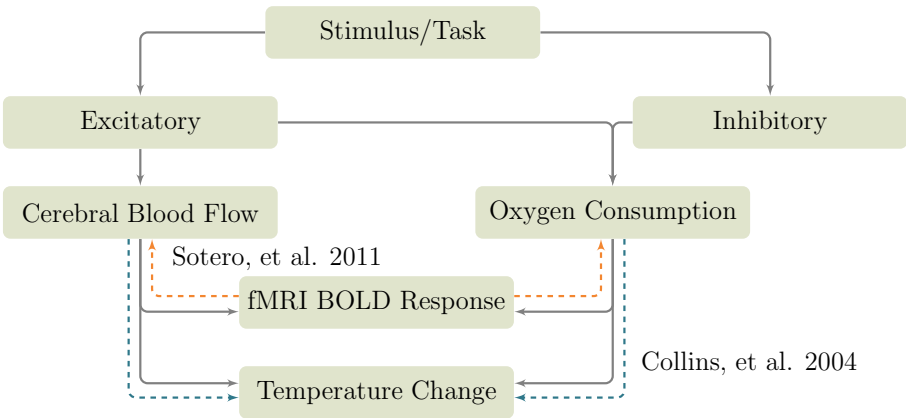 Stimulus/Task
Excitatory
Inhibitory
Cerebral Blood Flow
Oxygen Consumption
Sotero, et al. 2011
fMRI BOLD Response
Collins, et al. 2004
Temperature Change